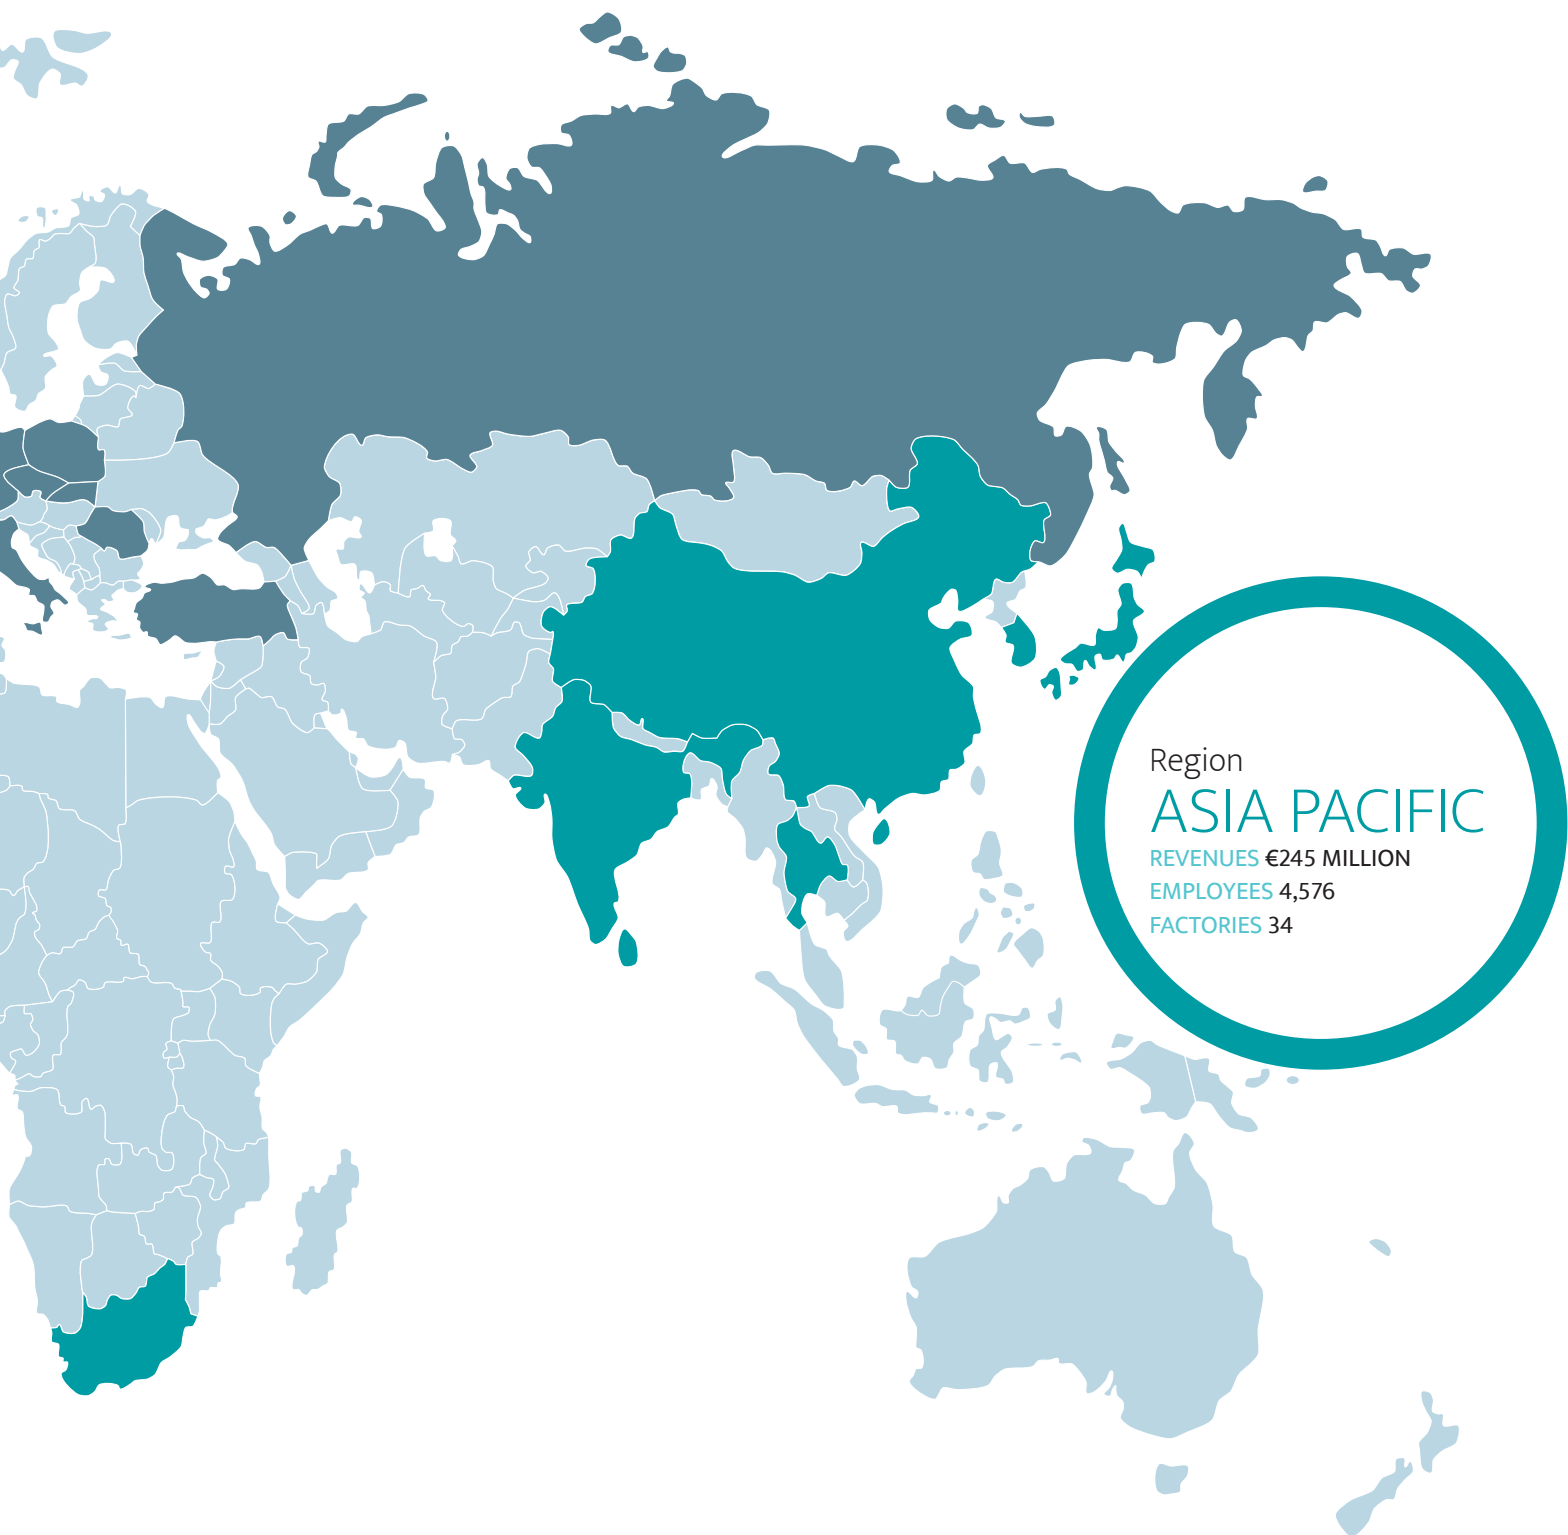 Region
ASIA PACIFIC
REVENUES €245 MILLION
EMPLOYEES 4,576
FACTORIES 34